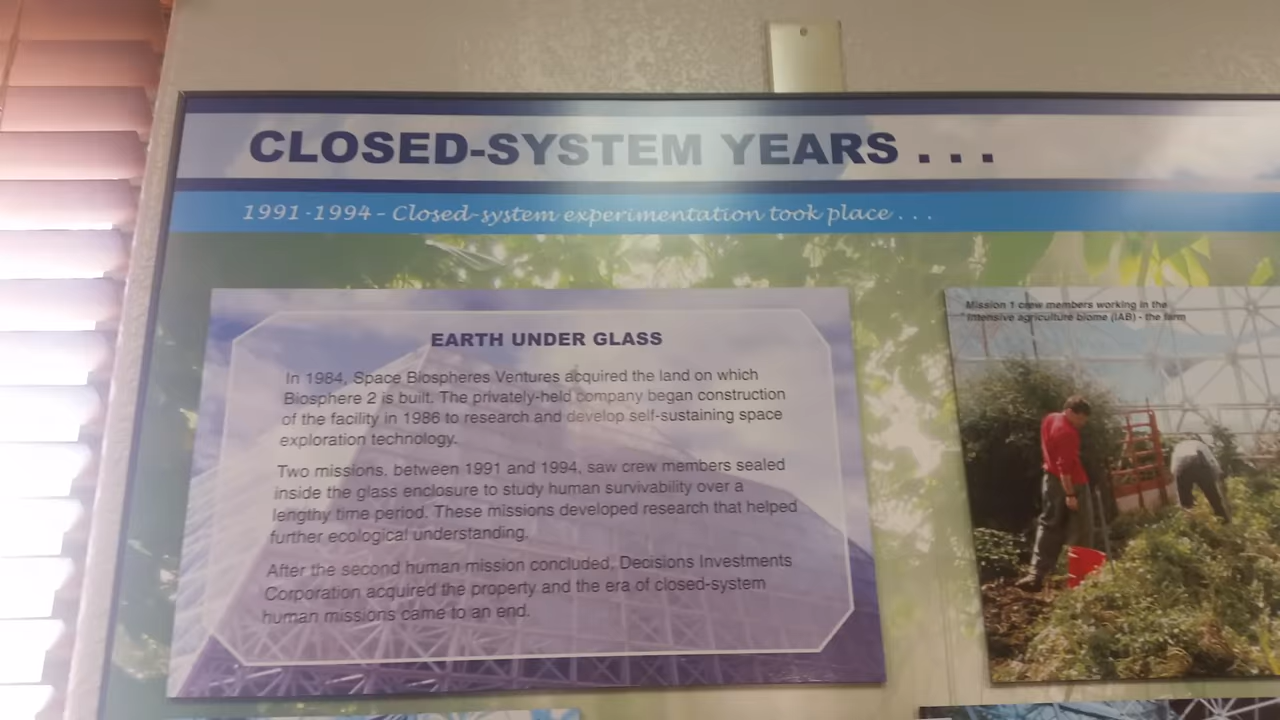 CLOSED-SYSTEM YEARS . . .
1991-1994 - Closed-system experimentation took place . . .
EARTH UNDER GLASS
In 1984, Space Biospheres Ventures acquired the land on which
Biosphere 2 is built. The privately-held company began construction
of the facility in 1986 to research and develop self-sustaining space
exploration technology.
Two missions, between 1991 and 1994, saw crew members sealed
inside the glass enclosure to study human survivability over a
lengthy time period. These missions developed research that helped
further ecological understanding.
After the second human mission concluded, Decisions Investments
Corporation acquired the property and the era of closed-system
human missions came to an end.
Mission 1 crew members working in the
intensive agriculture biome (IAB) - the farm